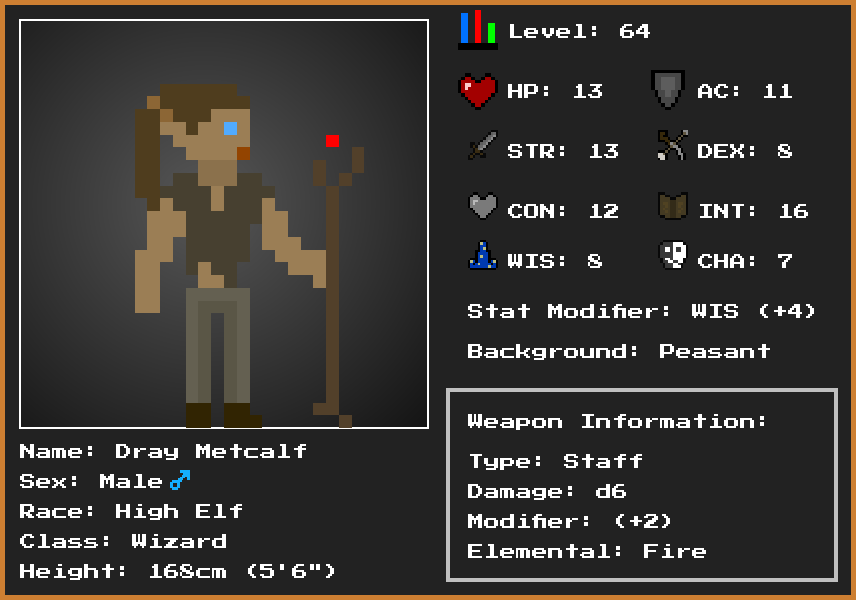 Level: 64
HP: 13 AC: 11
STR: 13 DEX: 8
CON: 12 INT: 16
WIS: 8 CHA: 7
Stat Modifier: WIS (+4)
Background: Peasant
Weapon Information:
Type: Staff
Damage: d6
Modifier: (+2)
Elemental: Fire
Name: Dray Metcalf
Sex: Male♂
Race: High Elf
Class: Wizard
Height: 168cm (5'6")